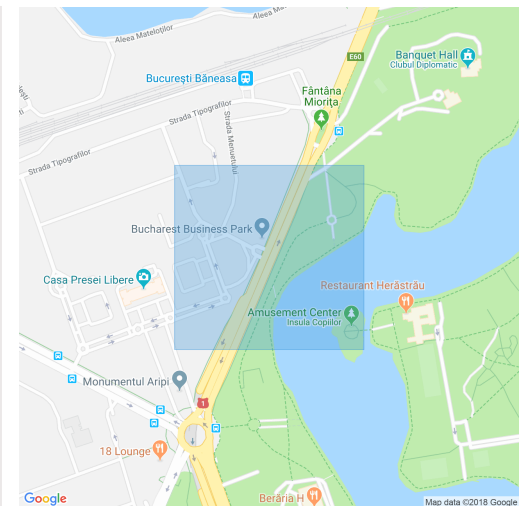 Aleea Mateloților
Aleea Ma
E60
Banquet Hall
Clubul Diplomatic
București Băneasa
Fântâna
Miorița
Strada Tipografilor
Strada Menuetului
Strada Tipografilor
Bucharest Business Park
Casa Presei Libere
Restaurant Herăstrău
Amusement Center
Insula Copiilor
Monumentul Aripi
1
18 Lounge
Berăria H
Google
Map data ©2018 Google